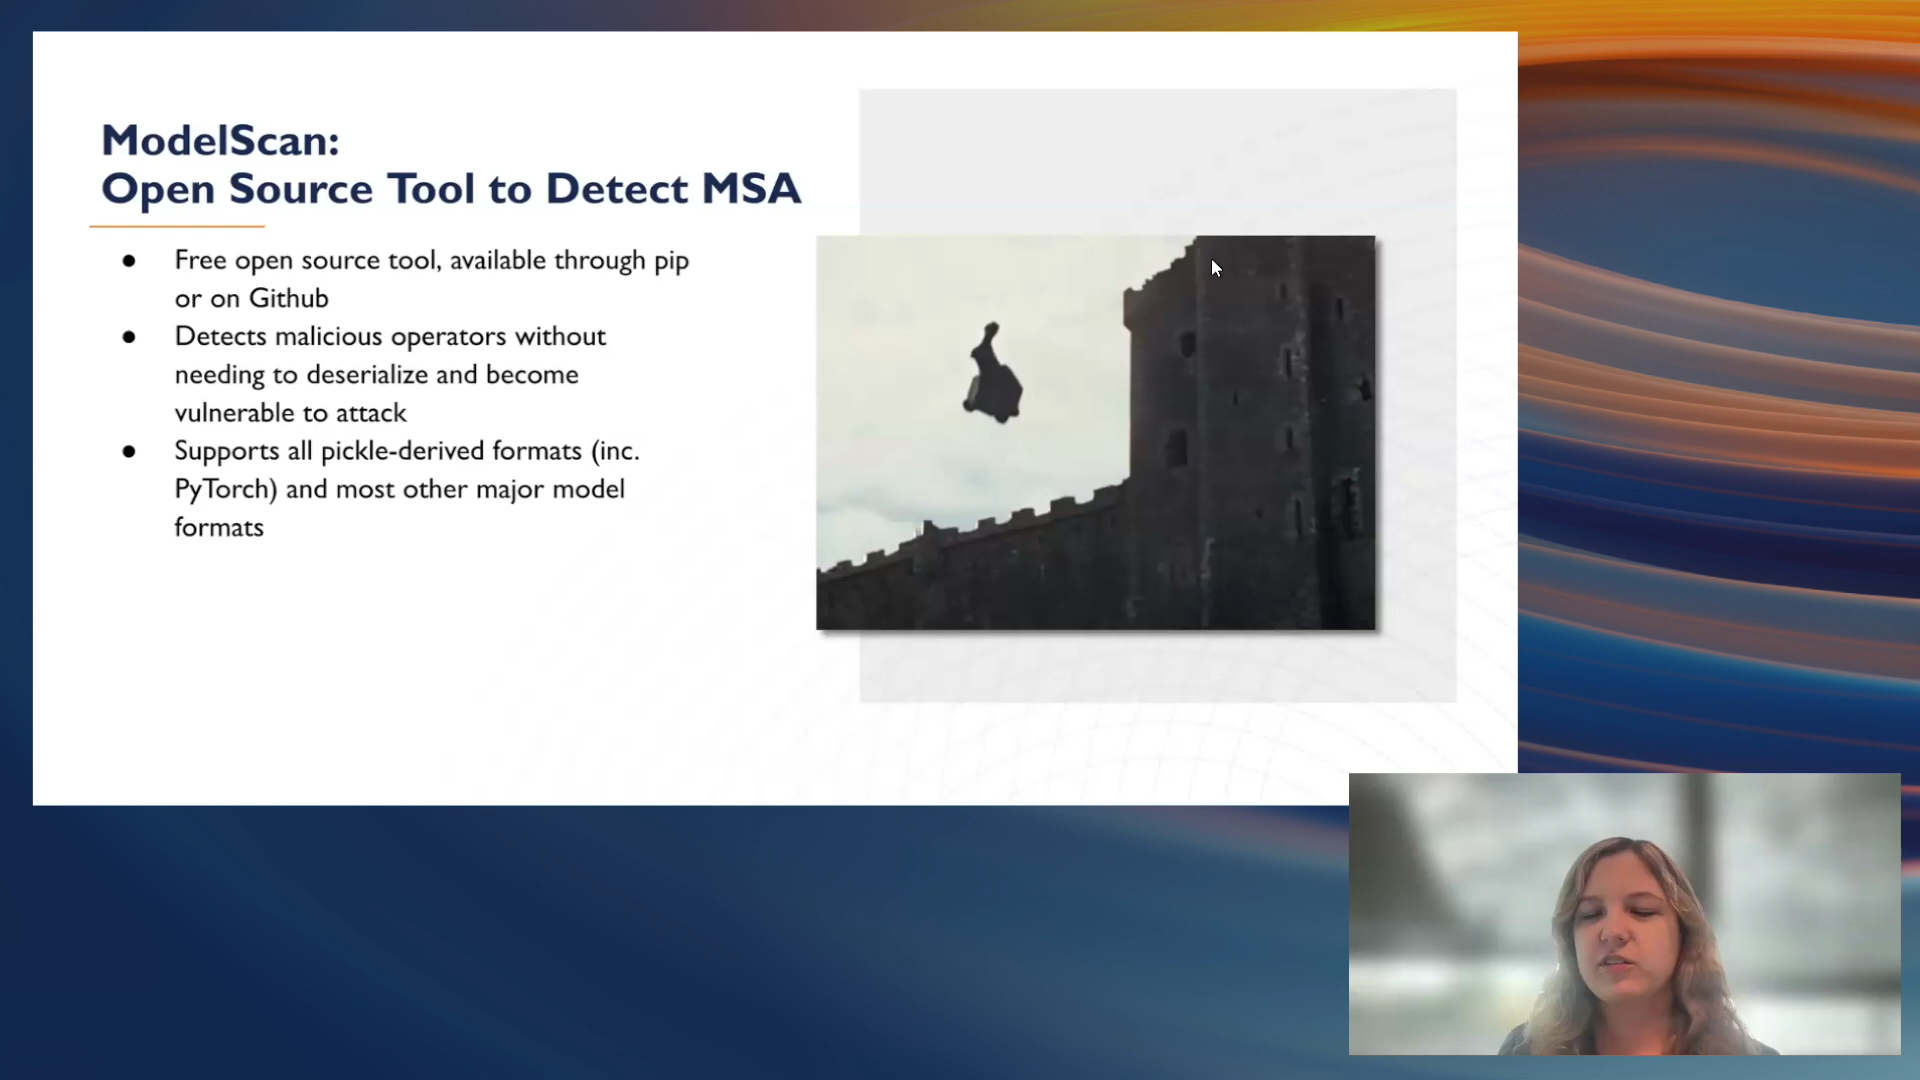 ModelScan:
Open Source Tool to Detect MSA
● Free open source tool, available through pip
or on Github
● Detects malicious operators without
needing to deserialize and become
vulnerable to attack
● Supports all pickle-derived formats (inc.
PyTorch) and most other major model
formats